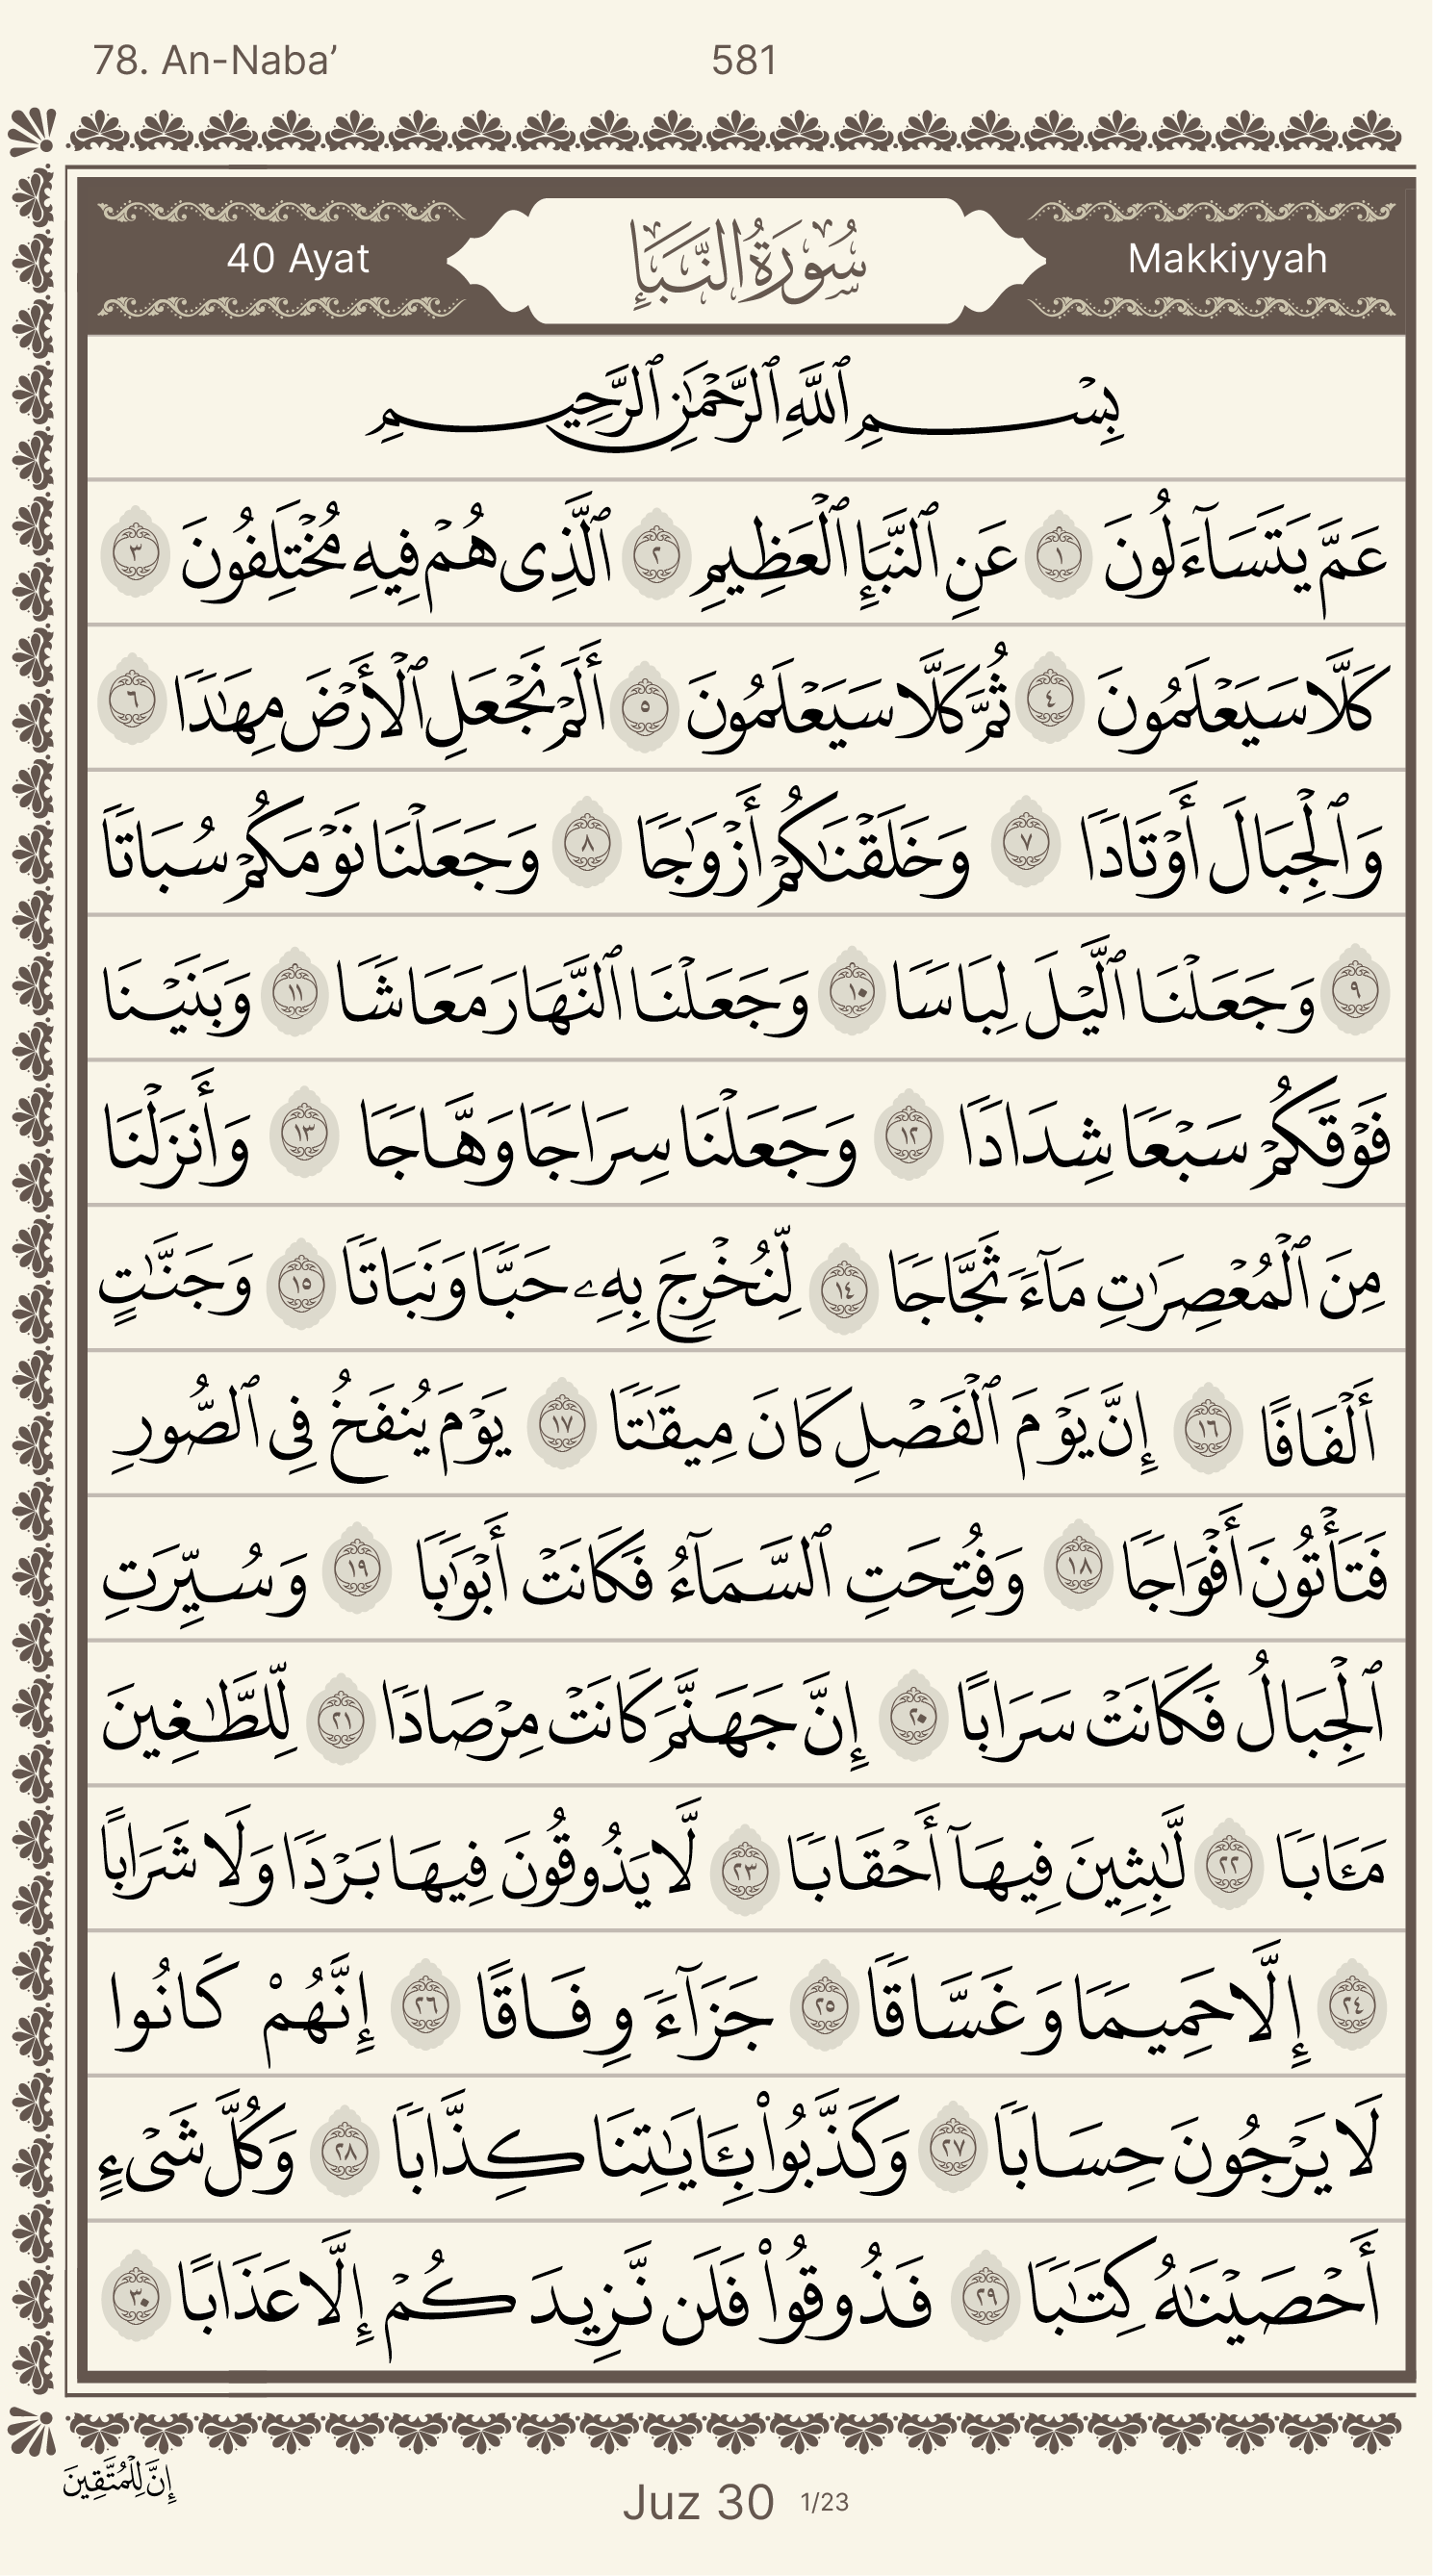 78. An-Naba’ 581
40 Ayat سُورَةُ النَّبَإِ Makkiyyah
بِسْمِ ٱللَّهِ ٱلرَّحْمَٰنِ ٱلرَّحِيمِ
عَمَّ يَتَسَآءَلُونَ ١ عَنِ ٱلنَّبَإِ ٱلْعَظِيمِ ٢ ٱلَّذِى هُمْ فِيهِ مُخْتَلِفُونَ ٣
كَلَّا سَيَعْلَمُونَ ٤ ثُمَّ كَلَّا سَيَعْلَمُونَ ٥ أَلَمْ نَجْعَلِ ٱلْأَرْضَ مِهَٰدًا ٦
وَٱلْجِبَالَ أَوْتَادًا ٧ وَخَلَقْنَٰكُمْ أَزْوَٰجًا ٨ وَجَعَلْنَا نَوْمَكُمْ سُبَاتًا
٩ وَجَعَلْنَا ٱلَّيْلَ لِبَاسًا ١٠ وَجَعَلْنَا ٱلنَّهَارَ مَعَاشًا ١١ وَبَنَيْنَا
فَوْقَكُمْ سَبْعًا شِدَادًا ١٢ وَجَعَلْنَا سِرَاجًا وَهَّاجًا ١٣ وَأَنزَلْنَا
مِنَ ٱلْمُعْصِرَٰتِ مَآءً ثَجَّاجًا ١٤ لِّنُخْرِجَ بِهِۦ حَبًّا وَنَبَاتًا ١٥ وَجَنَّٰتٍ
أَلْفَافًا ١٦ إِنَّ يَوْمَ ٱلْفَصْلِ كَانَ مِيقَٰتًا ١٧ يَوْمَ يُنفَخُ فِى ٱلصُّورِ
فَتَأْتُونَ أَفْوَاجًا ١٨ وَفُتِحَتِ ٱلسَّمَآءُ فَكَانَتْ أَبْوَٰبًا ١٩ وَسُيِّرَتِ
ٱلْجِبَالُ فَكَانَتْ سَرَابًا ٢٠ إِنَّ جَهَنَّمَ كَانَتْ مِرْصَادًا ٢١ لِّلطَّٰغِينَ
مَـَٔابًا ٢٢ لَّٰبِثِينَ فِيهَآ أَحْقَابًا ٢٣ لَّا يَذُوقُونَ فِيهَا بَرْدًا وَلَا شَرَابًا
٢٤ إِلَّا حَمِيمًا وَغَسَّاقًا ٢٥ جَزَآءً وِفَاقًا ٢٦ إِنَّهُمْ كَانُوا
لَا يَرْجُونَ حِسَابًا ٢٧ وَكَذَّبُوا۟ بِـَٔايَٰتِنَا كِذَّابًا ٢٨ وَكُلَّ شَىْءٍ
أَحْصَيْنَٰهُ كِتَٰبًا ٢٩ فَذُوقُوا۟ فَلَن نَّزِيدَكُمْ إِلَّا عَذَابًا ٣٠
إِنَّ لِلْمُتَّقِينَ
Juz 30 1/23